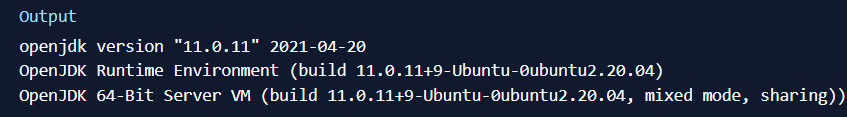 Output
openjdk version "11.0.11" 2021-04-20
OpenJDK Runtime Environment (build 11.0.11+9-Ubuntu-0ubuntu2.20.04)
OpenJDK 64-Bit Server VM (build 11.0.11+9-Ubuntu-0ubuntu2.20.04, mixed mode, sharing))